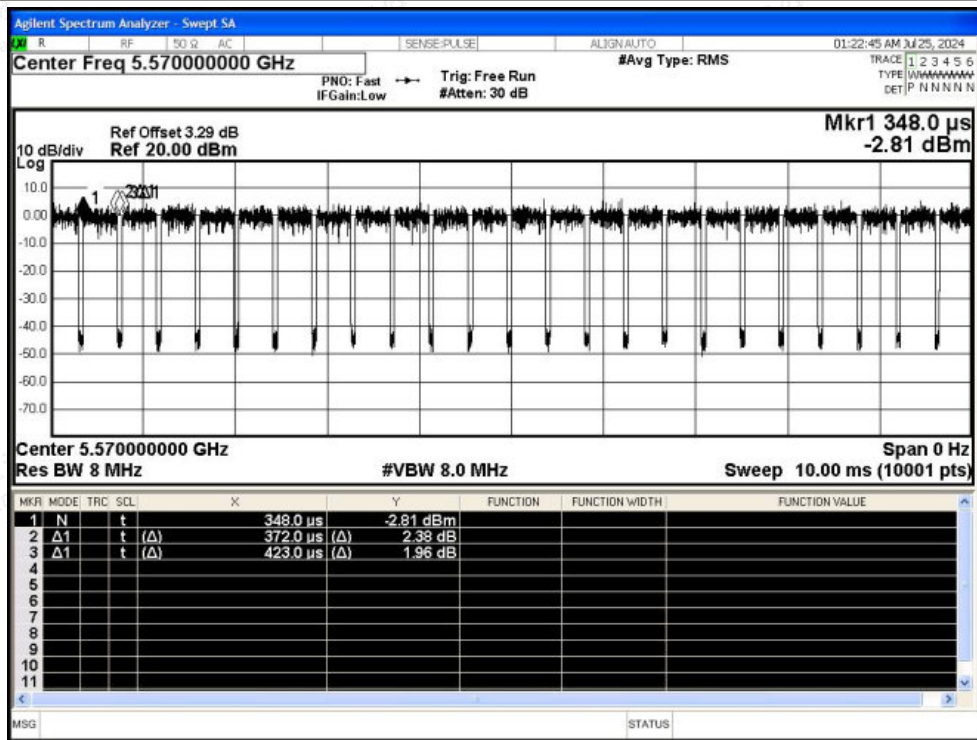 Agilent Spectrum Analyzer - Swept SA
LXI R RF 50 Ω AC SENSE:PULSE ALIGNAUTO 01:22:45 AM Jul 25, 2024
Center Freq 5.570000000 GHz
PNO: Fast
IFGain:Low
Trig: Free Run
#Atten: 30 dB
#Avg Type: RMS
TRACE 1 2 3 4 5 6
TYPE
DET P N N N N N
Mkr1 348.0 µs
-2.81 dBm
Ref Offset 3.29 dB
10 dB/div Ref 20.00 dBm
Log
10.0
0.00
-10.0
-20.0
-30.0
-40.0
-50.0
-60.0
-70.0
1
Center 5.570000000 GHz Span 0 Hz
Res BW 8 MHz #VBW 8.0 MHz Sweep 10.00 ms (10001 pts)
MKR MODE TRC SCL X Y FUNCTION FUNCTION WIDTH FUNCTION VALUE
1 N t 348.0 µs -2.81 dBm
2 Δ1 t (Δ) 372.0 µs (Δ) 2.38 dB
3 Δ1 t (Δ) 423.0 µs (Δ) 1.96 dB
4
5
6
7
8
9
10
11
MSG STATUS